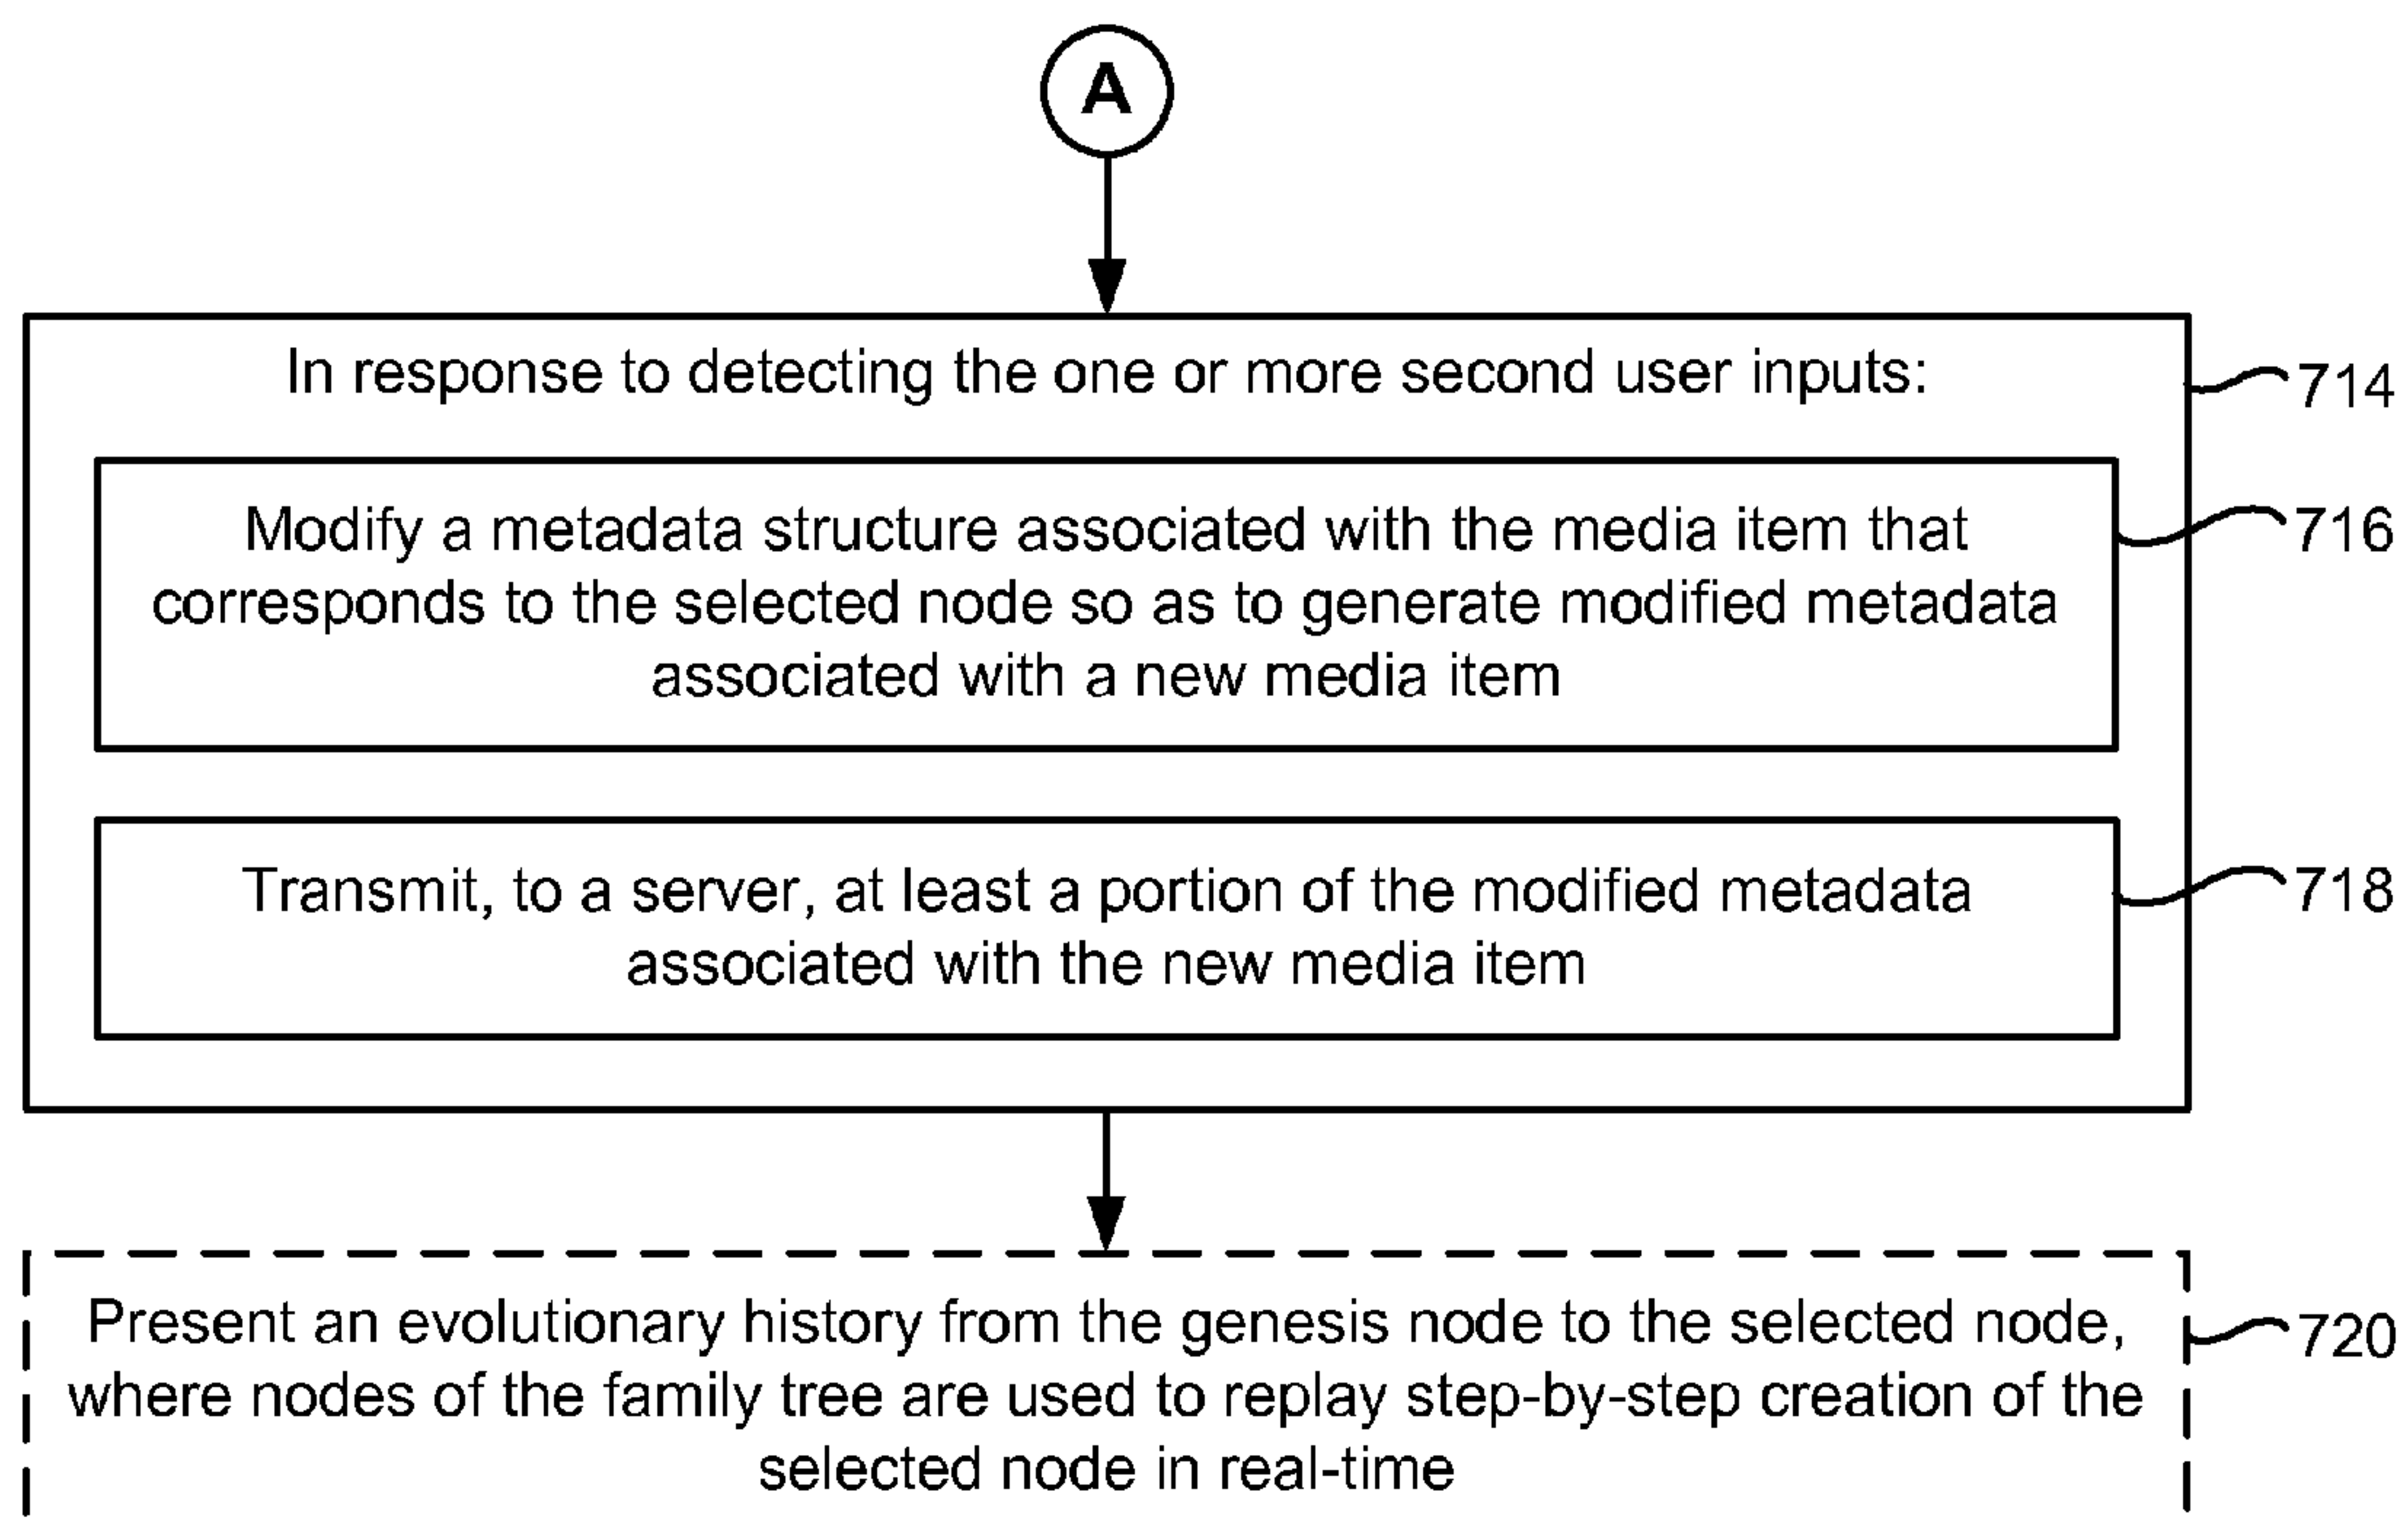 A
In response to detecting the one or more second user inputs:
714
Modify a metadata structure associated with the media item that
corresponds to the selected node so as to generate modified metadata
associated with a new media item
716
Transmit, to a server, at least a portion of the modified metadata
associated with the new media item
718
Present an evolutionary history from the genesis node to the selected node,
where nodes of the family tree are used to replay step-by-step creation of the
selected node in real-time
720